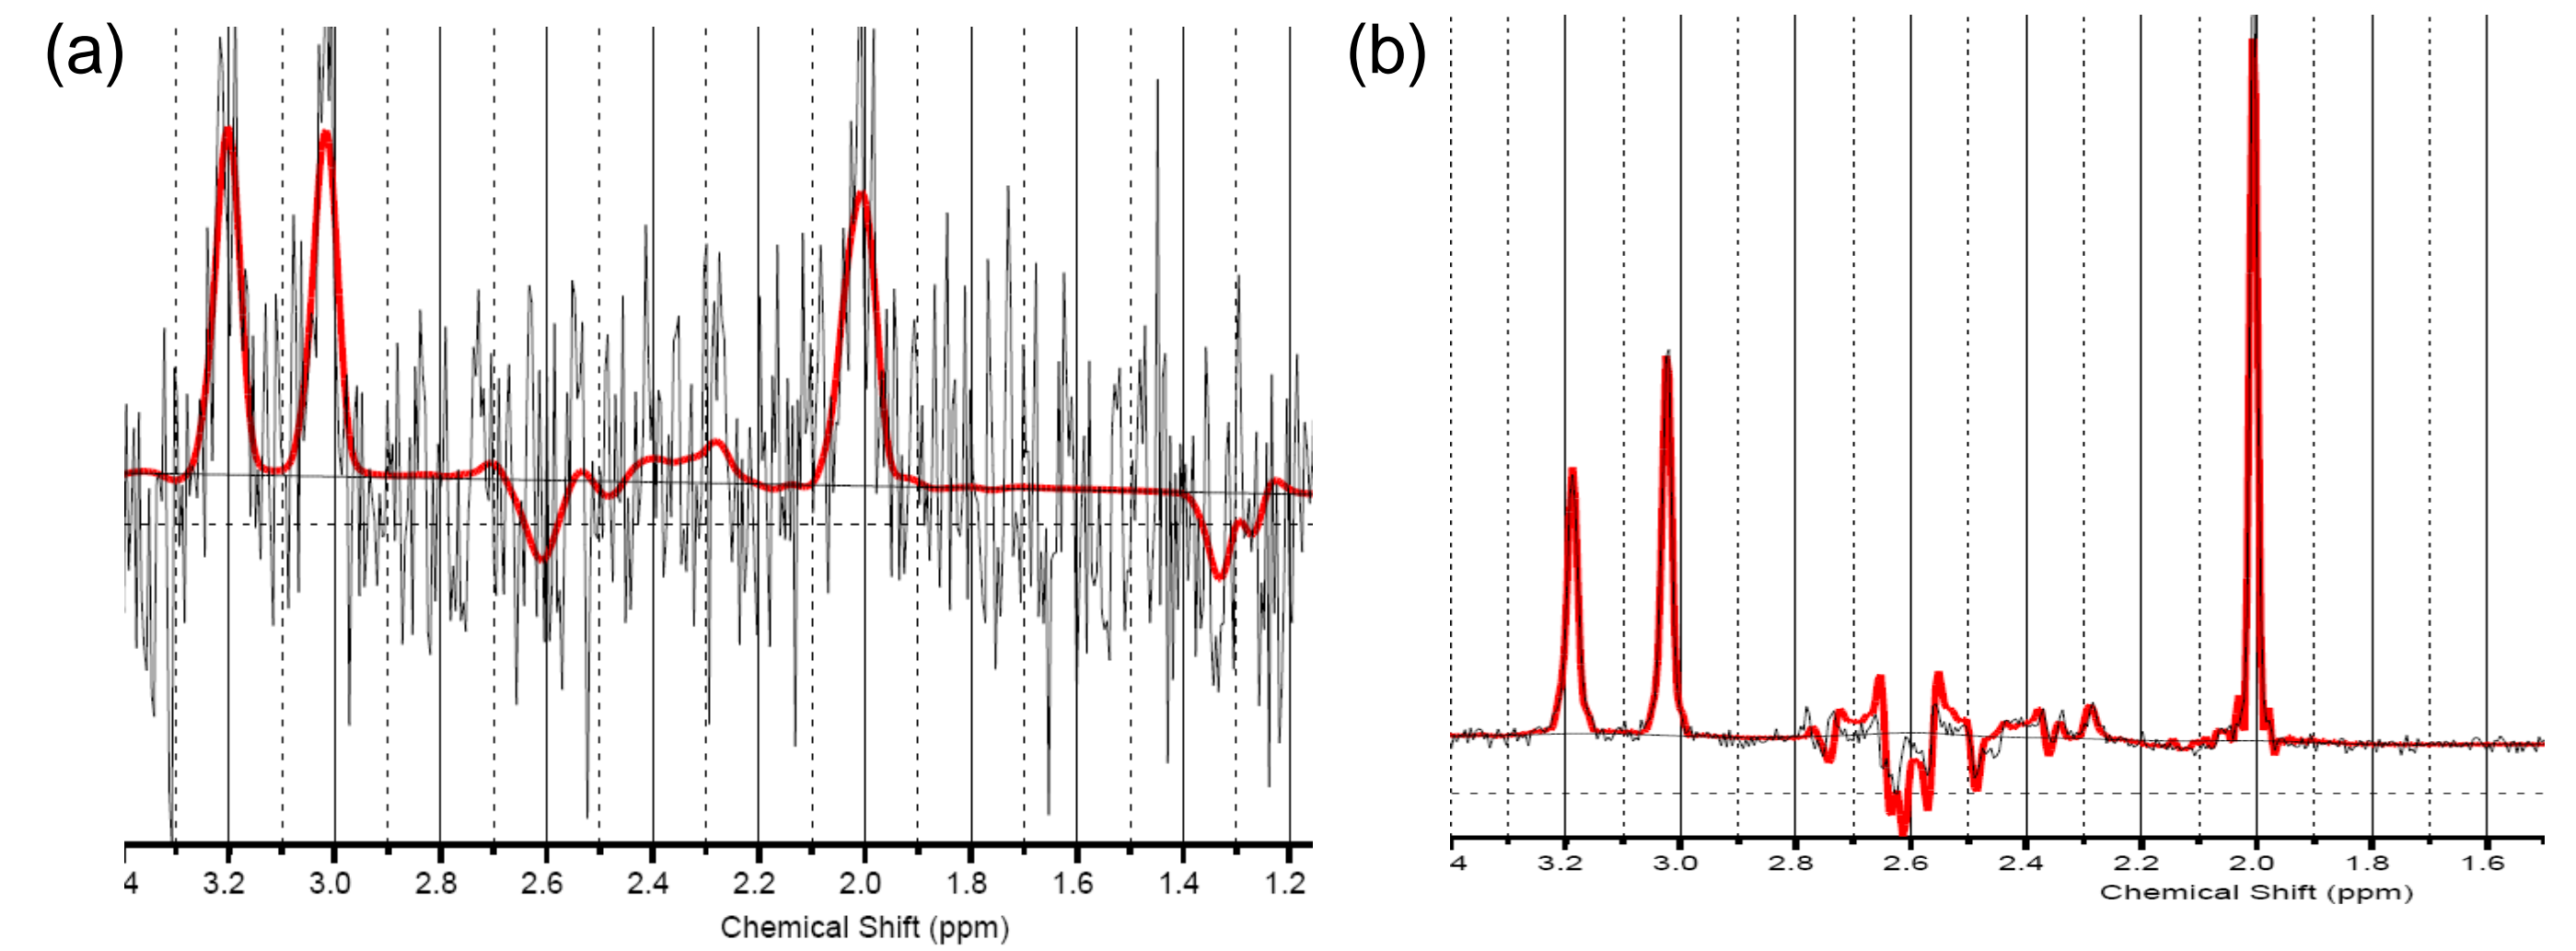 (a)
(b)
4 3.2 3.0 2.8 2.6 2.4 2.2 2.0 1.8 1.6 1.4 1.2
Chemical Shift (ppm)
4 3.2 3.0 2.8 2.6 2.4 2.2 2.0 1.8 1.6
Chemical Shift (ppm)